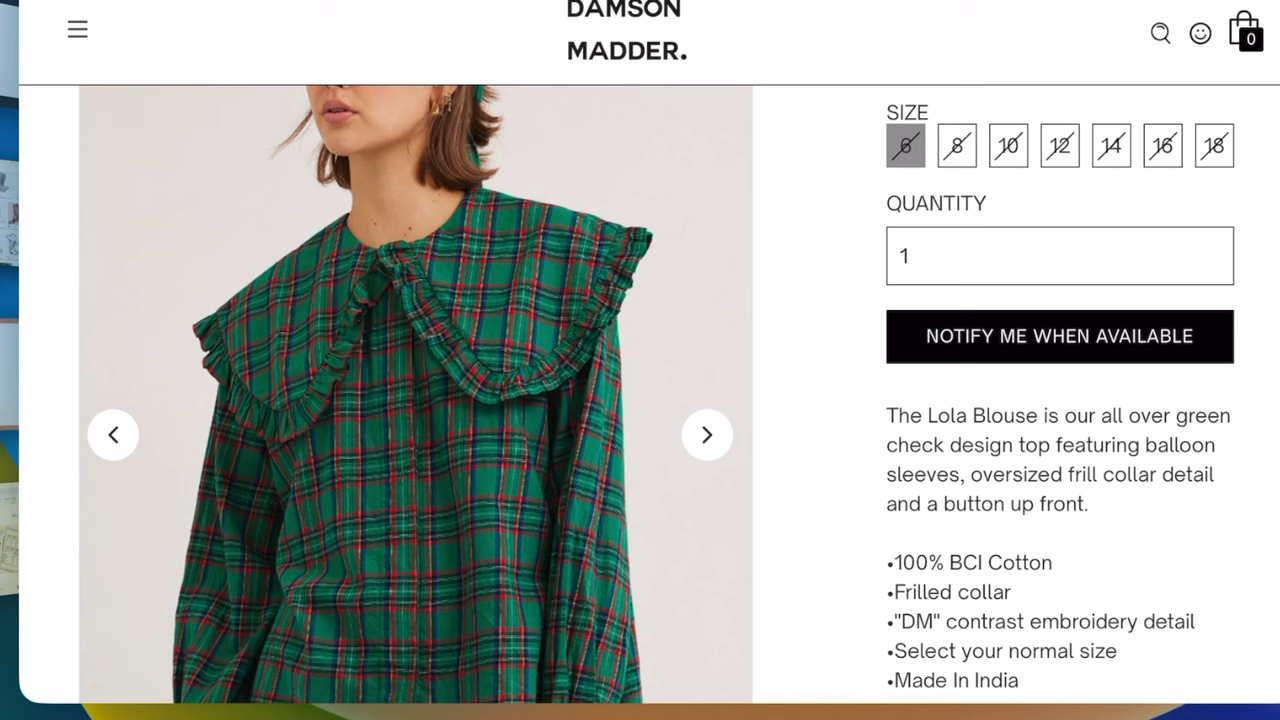 DAMSON
MADDER.
0
SIZE
6 8 10 12 14 16 18
QUANTITY
1
NOTIFY ME WHEN AVAILABLE
The Lola Blouse is our all over green
check design top featuring balloon
sleeves, oversized frill collar detail
and a button up front.
•100% BCI Cotton
•Frilled collar
•"DM" contrast embroidery detail
•Select your normal size
•Made In India